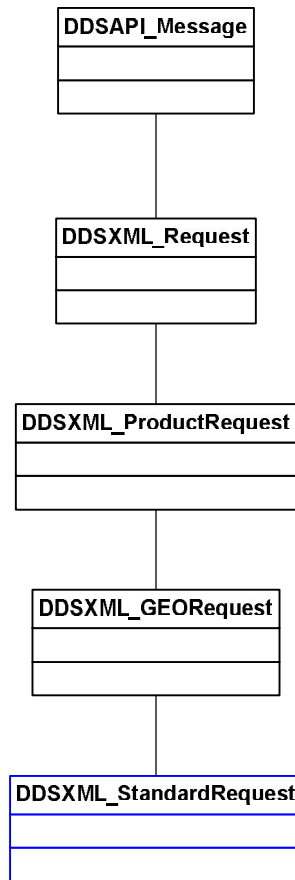 DDSAPI_Message
DDSXML_Request
DDSXML_ProductRequest
DDSXML_GEORequest
DDSXML_StandardRequest